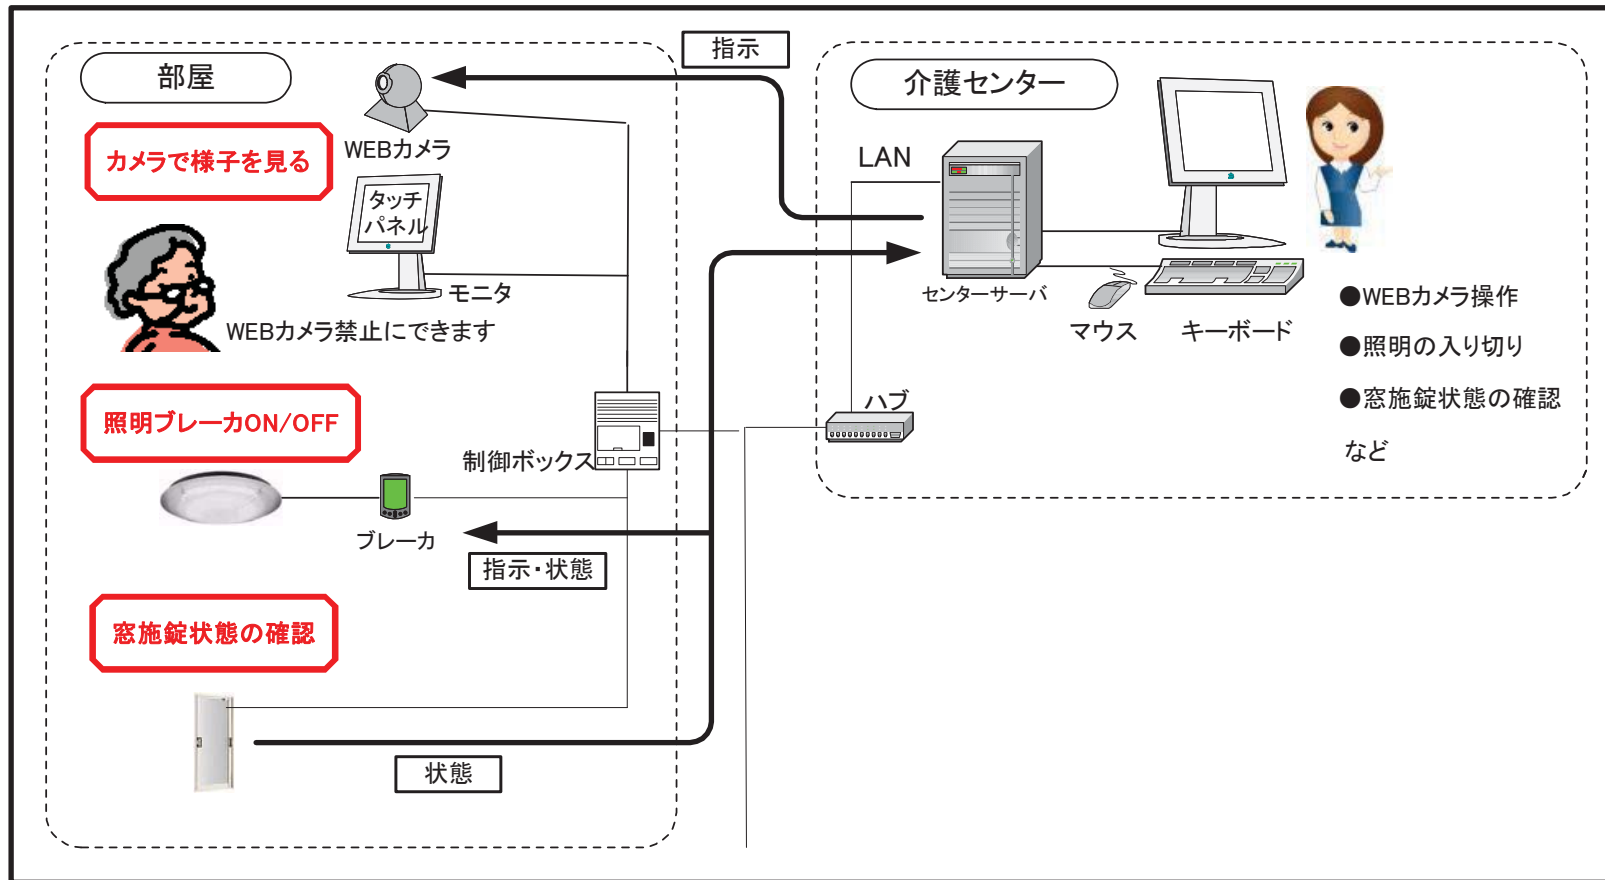 指示
部屋
介護センター
カメラで様子を見る
WEBカメラ
LAN
タッチ
パネル
モニタ
WEBカメラ禁止にできます
センターサーバ
マウス
キーボード
●WEBカメラ操作
●照明の入り切り
●窓施錠状態の確認
など
照明ブレーカON/OFF
制御ボックス
ハブ
ブレーカ
指示・状態
窓施錠状態の確認
状態